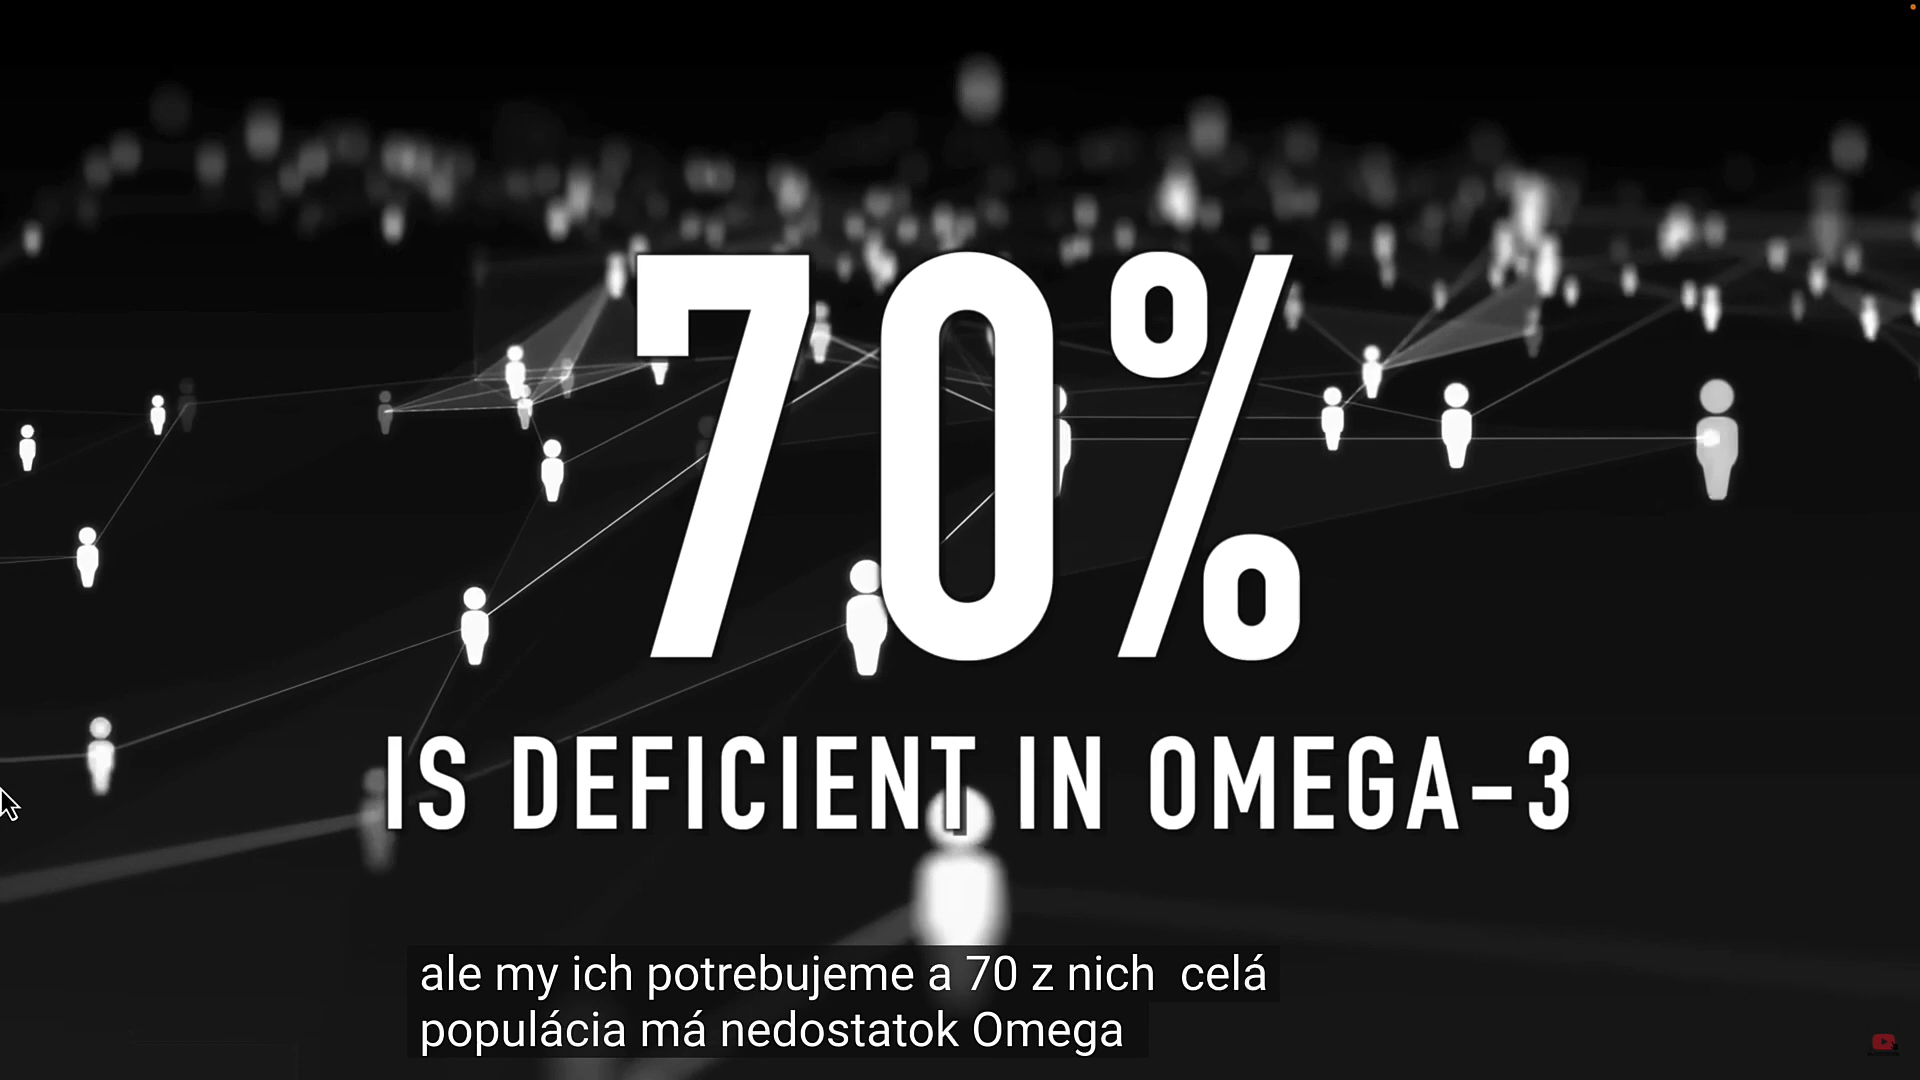 70%
IS DEFICIENT IN OMEGA-3
ale my ich potrebujeme a 70 z nich  celá
populácia má nedostatok Omega